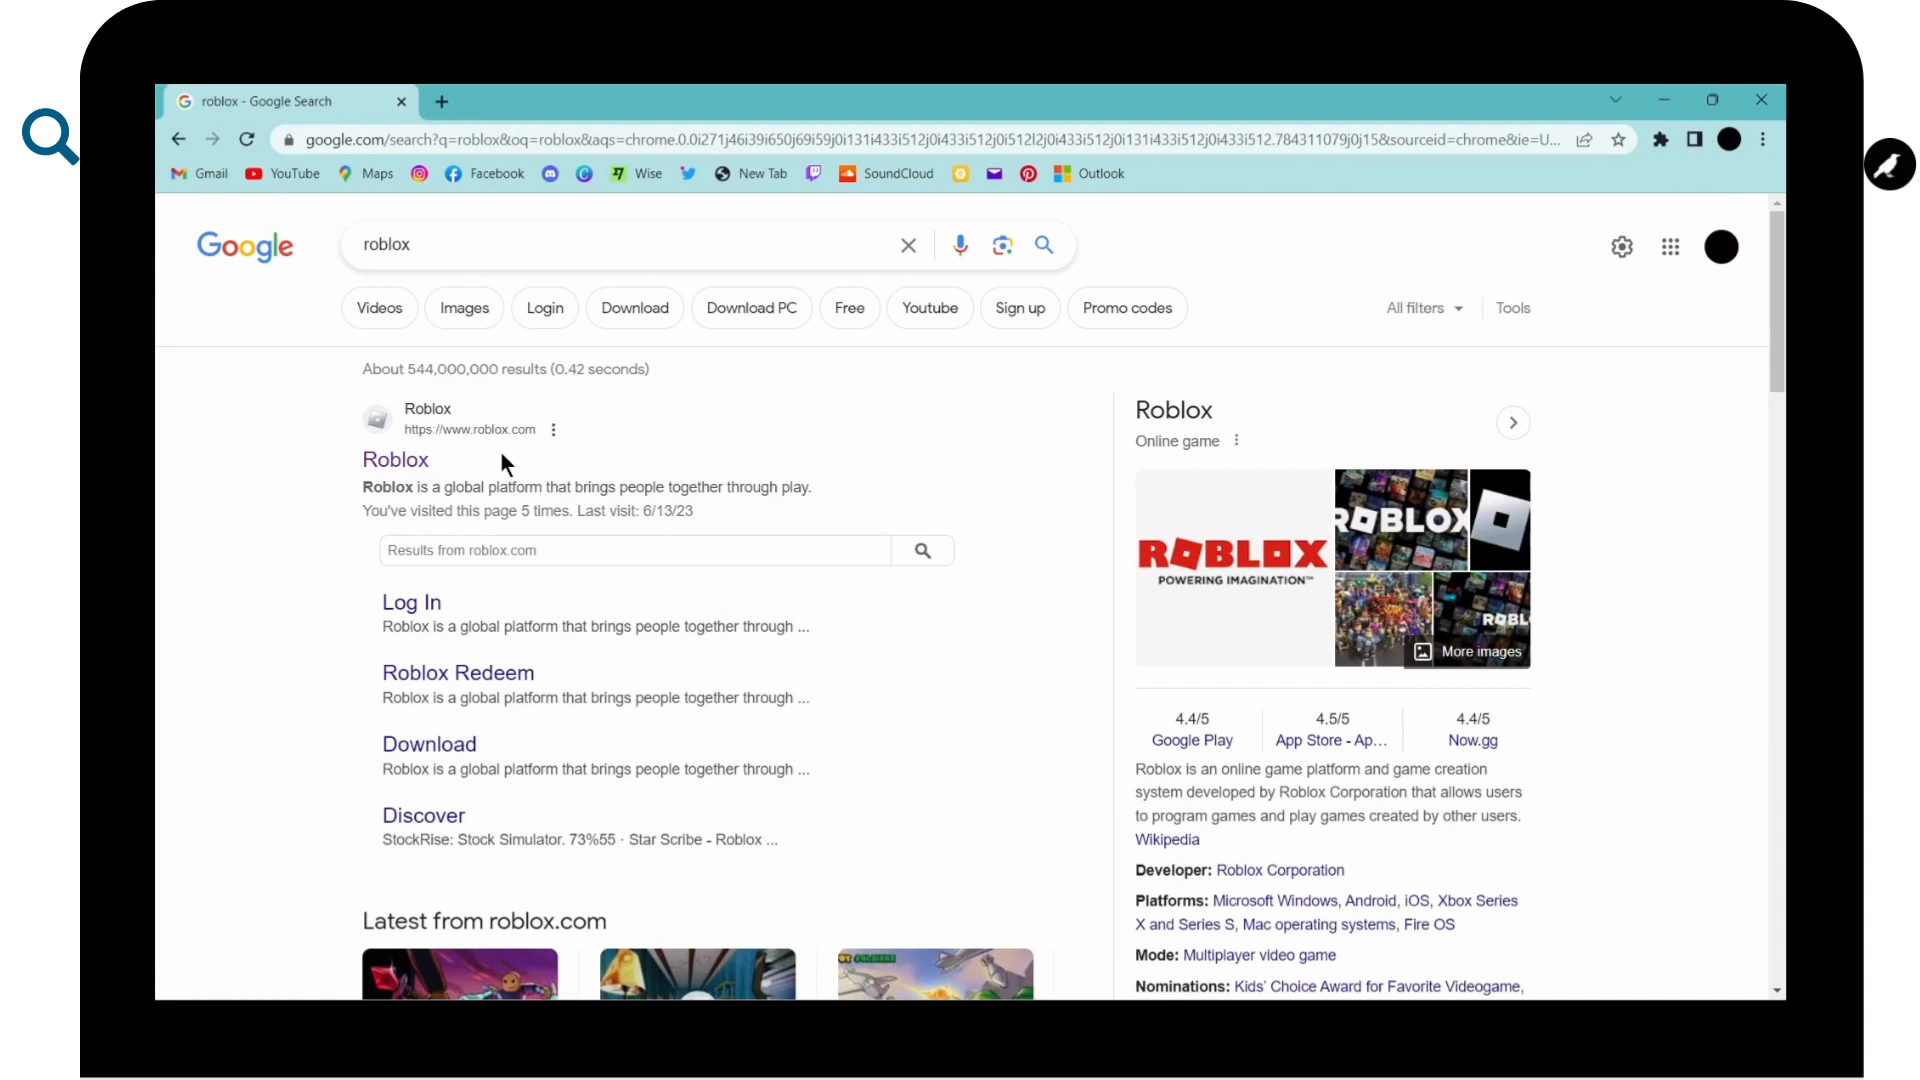 roblox - Google Search
google.com/search?q=roblox&oq=roblox&aqs=chrome.0.0i271j46i39i650j69i59j0i131i433i512j0i433i512j0i512l2j0i433i512j0i131i433i512j0i433i512.784311079j0j15&sourceid=chrome&ie=U...
Gmail YouTube Maps Facebook Wise New Tab SoundCloud Outlook
Google
roblox
Videos Images Login Download Download PC Free Youtube Sign up Promo codes All filters Tools
About 544,000,000 results (0.42 seconds)
Roblox
https://www.roblox.com
Roblox
Roblox is a global platform that brings people together through play.
You've visited this page 5 times. Last visit: 6/13/23
Results from roblox.com
Log In
Roblox is a global platform that brings people together through ...
Roblox Redeem
Roblox is a global platform that brings people together through ...
Download
Roblox is a global platform that brings people together through ...
Discover
StockRise: Stock Simulator. 73%55 · Star Scribe - Roblox ...
Latest from roblox.com
Roblox
Online game
ROBLOX
POWERING IMAGINATION™
ROBLOX
ROBL
More images
4.4/5 4.5/5 4.4/5
Google Play App Store - Ap... Now.gg
Roblox is an online game platform and game creation
system developed by Roblox Corporation that allows users
to program games and play games created by other users.
Wikipedia
Developer: Roblox Corporation
Platforms: Microsoft Windows, Android, iOS, Xbox Series
X and Series S, Mac operating systems, Fire OS
Mode: Multiplayer video game
Nominations: Kids' Choice Award for Favorite Videogame,